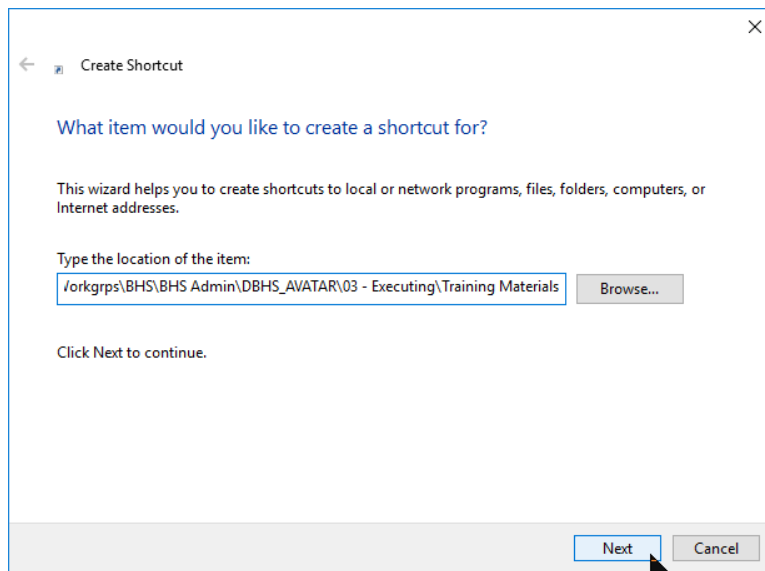 Create Shortcut
What item would you like to create a shortcut for?
This wizard helps you to create shortcuts to local or network programs, files, folders, computers, or
Internet addresses.
Type the location of the item:
\BHS\BHS Admin\DBHS_AVATAR\03 - Executing\Training Materials
Browse...
Click Next to continue.
Next
Cancel